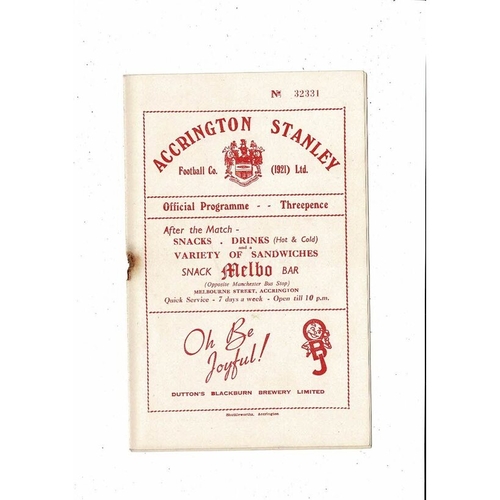 Nº 32331
ACCRINGTON STANLEY
Football Co. (1921) Ltd.
Official Programme - - Threepence
After the Match -
SNACKS . DRINKS (Hot & Cold)
and a
VARIETY OF SANDWICHES
SNACK Melbo BAR
(Opposite Manchester Bus Stop)
MELBOURNE STREET, ACCRINGTON
Quick Service - 7 days a week - Open till 10 p.m.
Oh Be
Joyful!
OBJ
DUTTON'S BLACKBURN BREWERY LIMITED